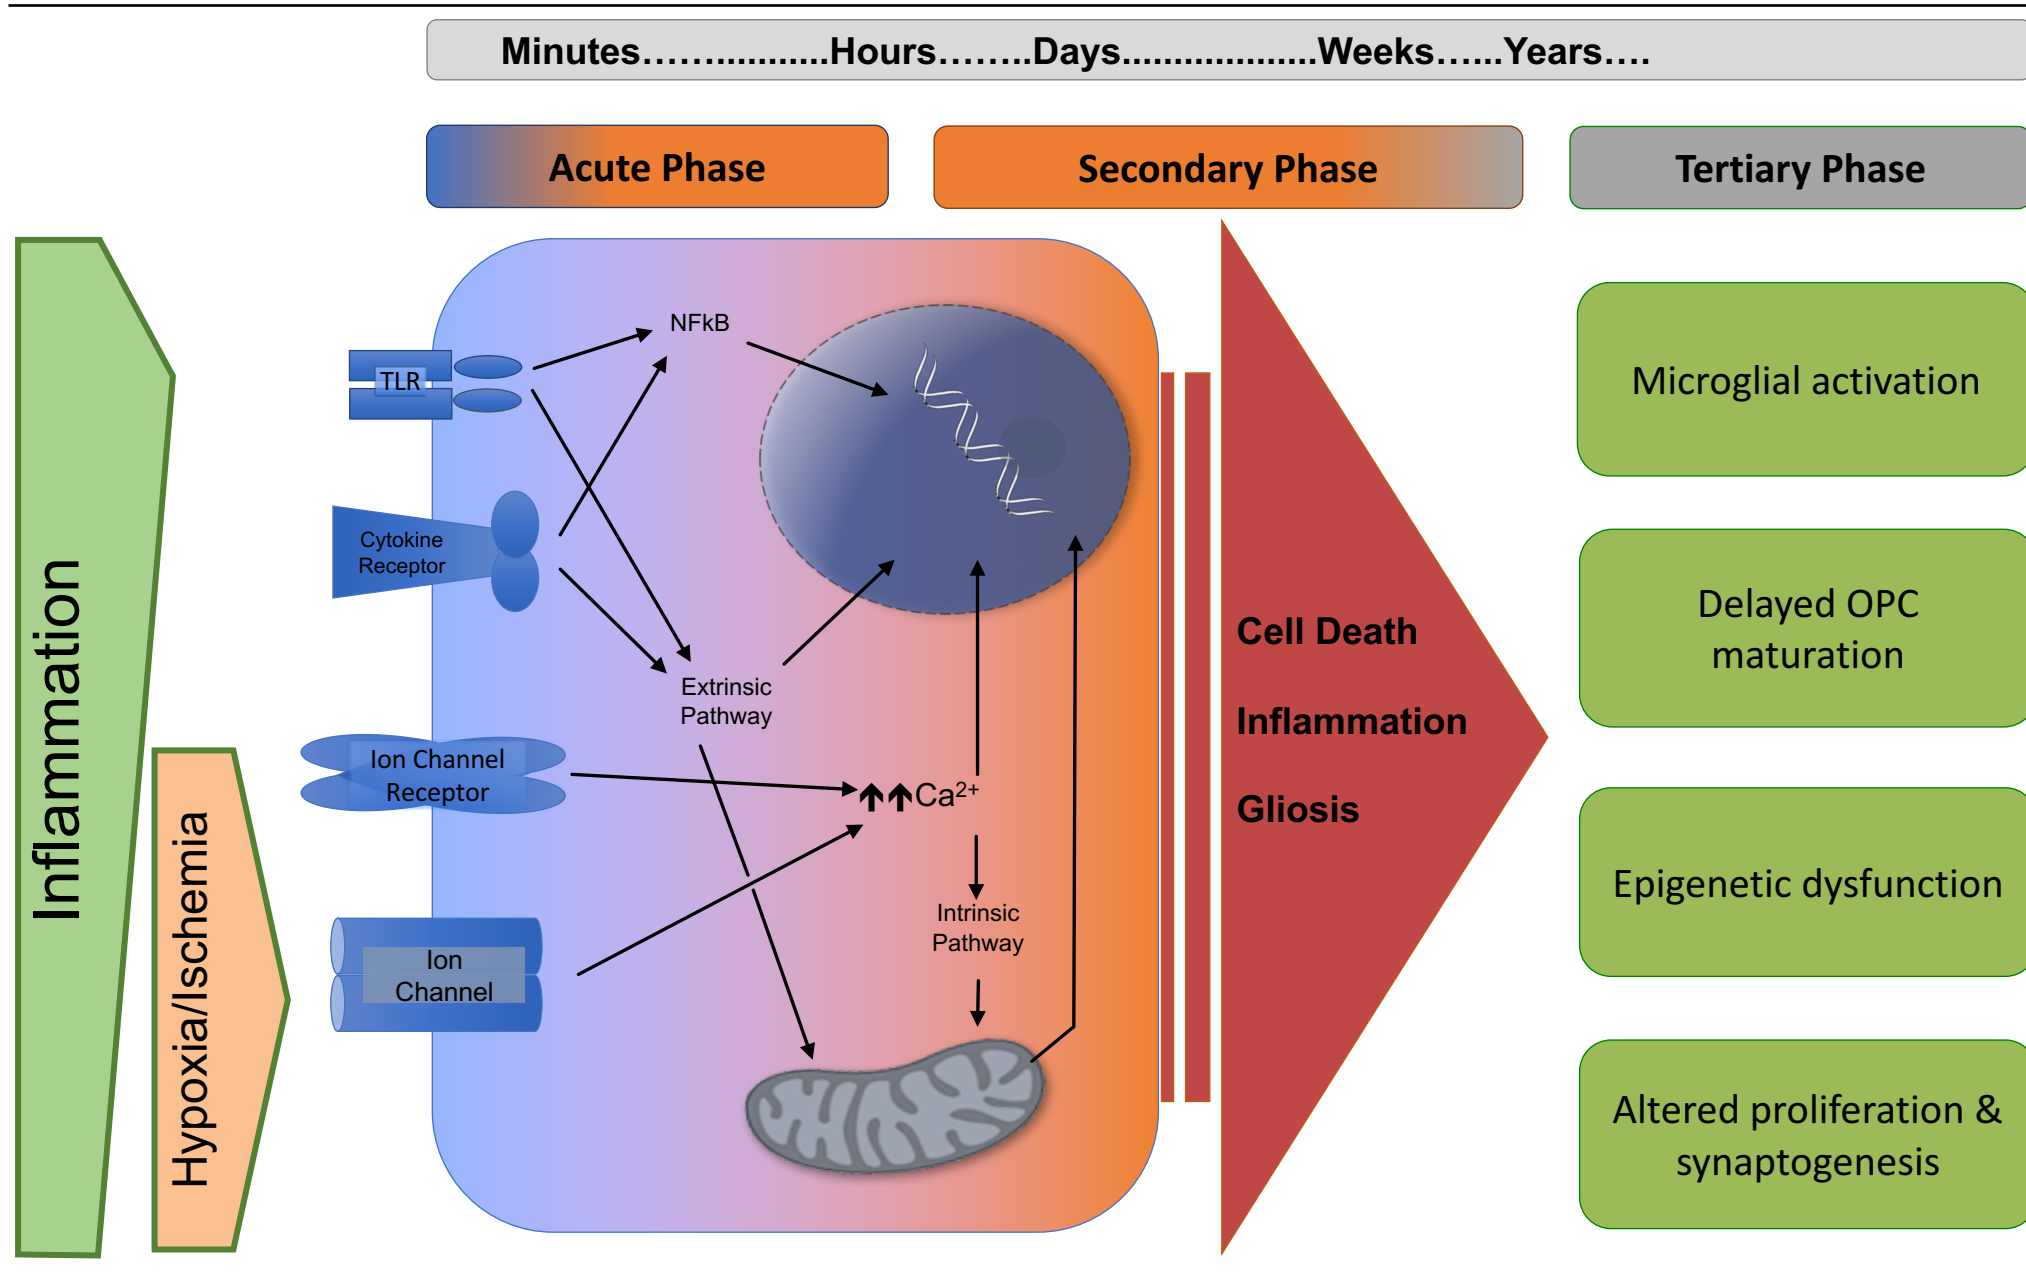 Minutes……...........Hours……..Days...................Weeks…...Years….
Acute Phase
Secondary Phase
Tertiary Phase
Inflammation
Hypoxia/Ischemia
TLR
Cytokine
Receptor
Ion Channel
Receptor
Ion
Channel
NFkB
Extrinsic
Pathway
Ca²⁺
Intrinsic
Pathway
Cell Death
Inflammation
Gliosis
Microglial activation
Delayed OPC
maturation
Epigenetic dysfunction
Altered proliferation &
synaptogenesis